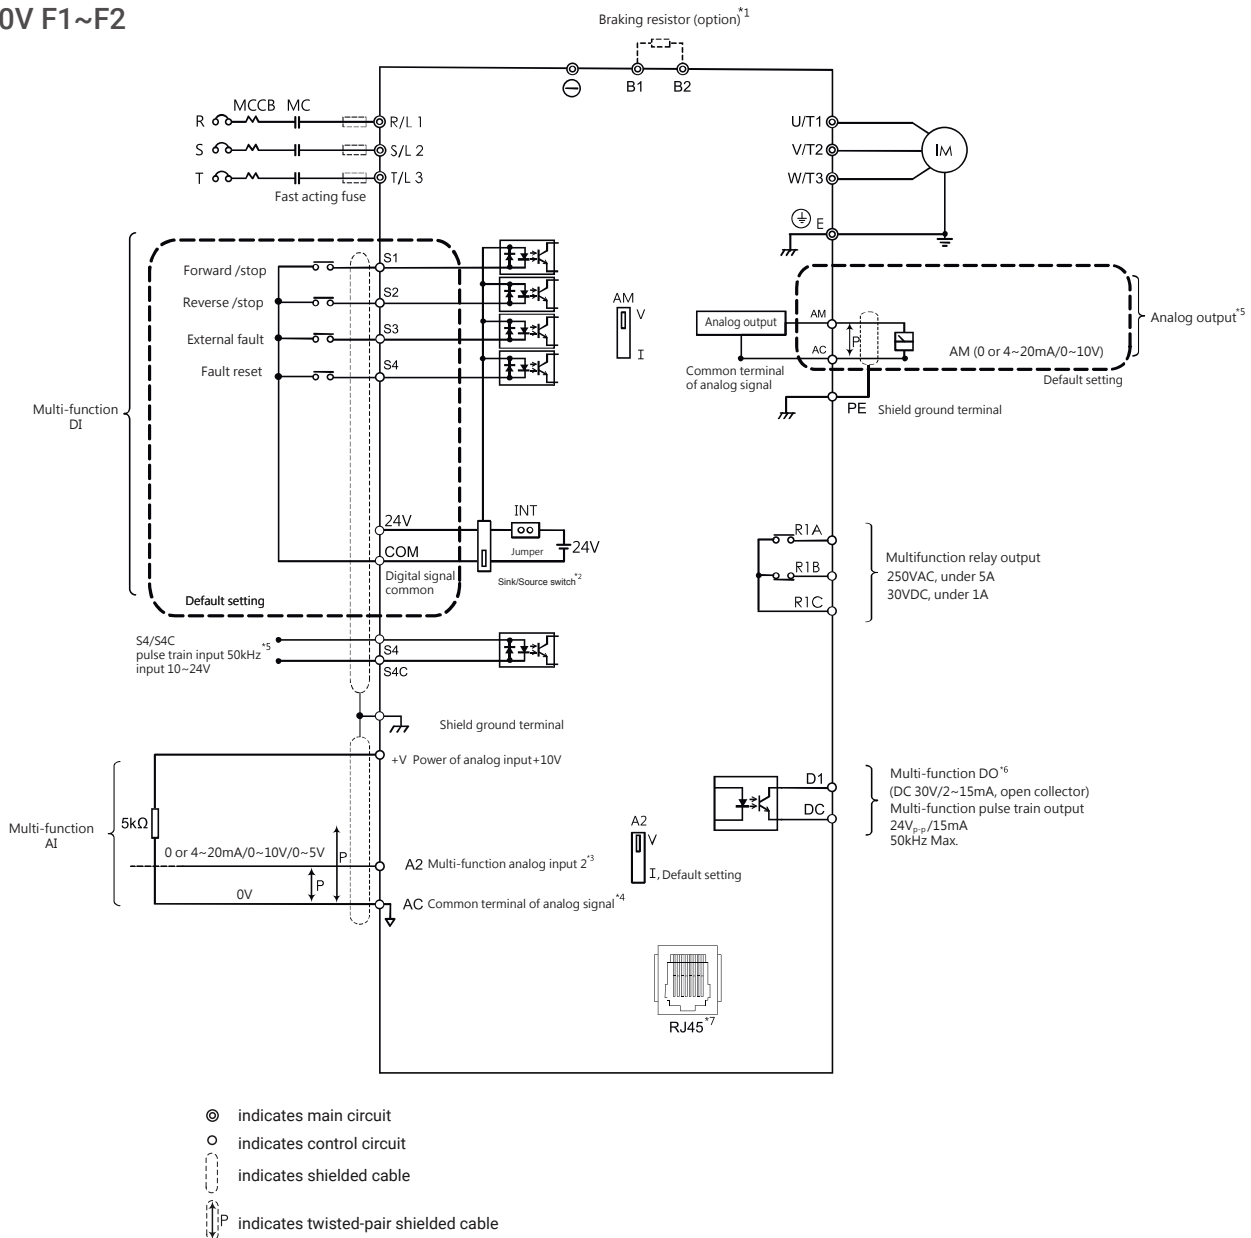 0V F1~F2
Braking resistor (option)*1
B1 B2
MCCB MC
R R/L 1
S S/L 2
T T/L 3
Fast acting fuse
U/T1
V/T2
W/T3
IM
E
Forward /stop S1
Reverse /stop S2
External fault S3
Fault reset S4
Multi-function
DI
AM
V
I
Analog output AM
AC
P
AM (0 or 4~20mA/0~10V)
Analog output*5
Common terminal
of analog signal
Default setting
PE Shield ground terminal
24V
COM
Digital signal
common
INT
Jumper
24V
Sink/Source switch*2
Default setting
R1A
R1B
R1C
Multifunction relay output
250VAC, under 5A
30VDC, under 1A
S4/S4C
pulse train input 50kHz*5
input 10~24V
S4
S4C
Shield ground terminal
+V Power of analog input+10V
Multi-function
AI
5kΩ
0 or 4~20mA/0~10V/0~5V
P
P
0V
A2 Multi-function analog input 2*3
AC Common terminal of analog signal*4
A2
V
I, Default setting
D1
DC
Multi-function DO*6
(DC 30V/2~15mA, open collector)
Multi-function pulse train output
24Vp-p/15mA
50kHz Max.
RJ45*7
indicates main circuit
indicates control circuit
indicates shielded cable
P indicates twisted-pair shielded cable